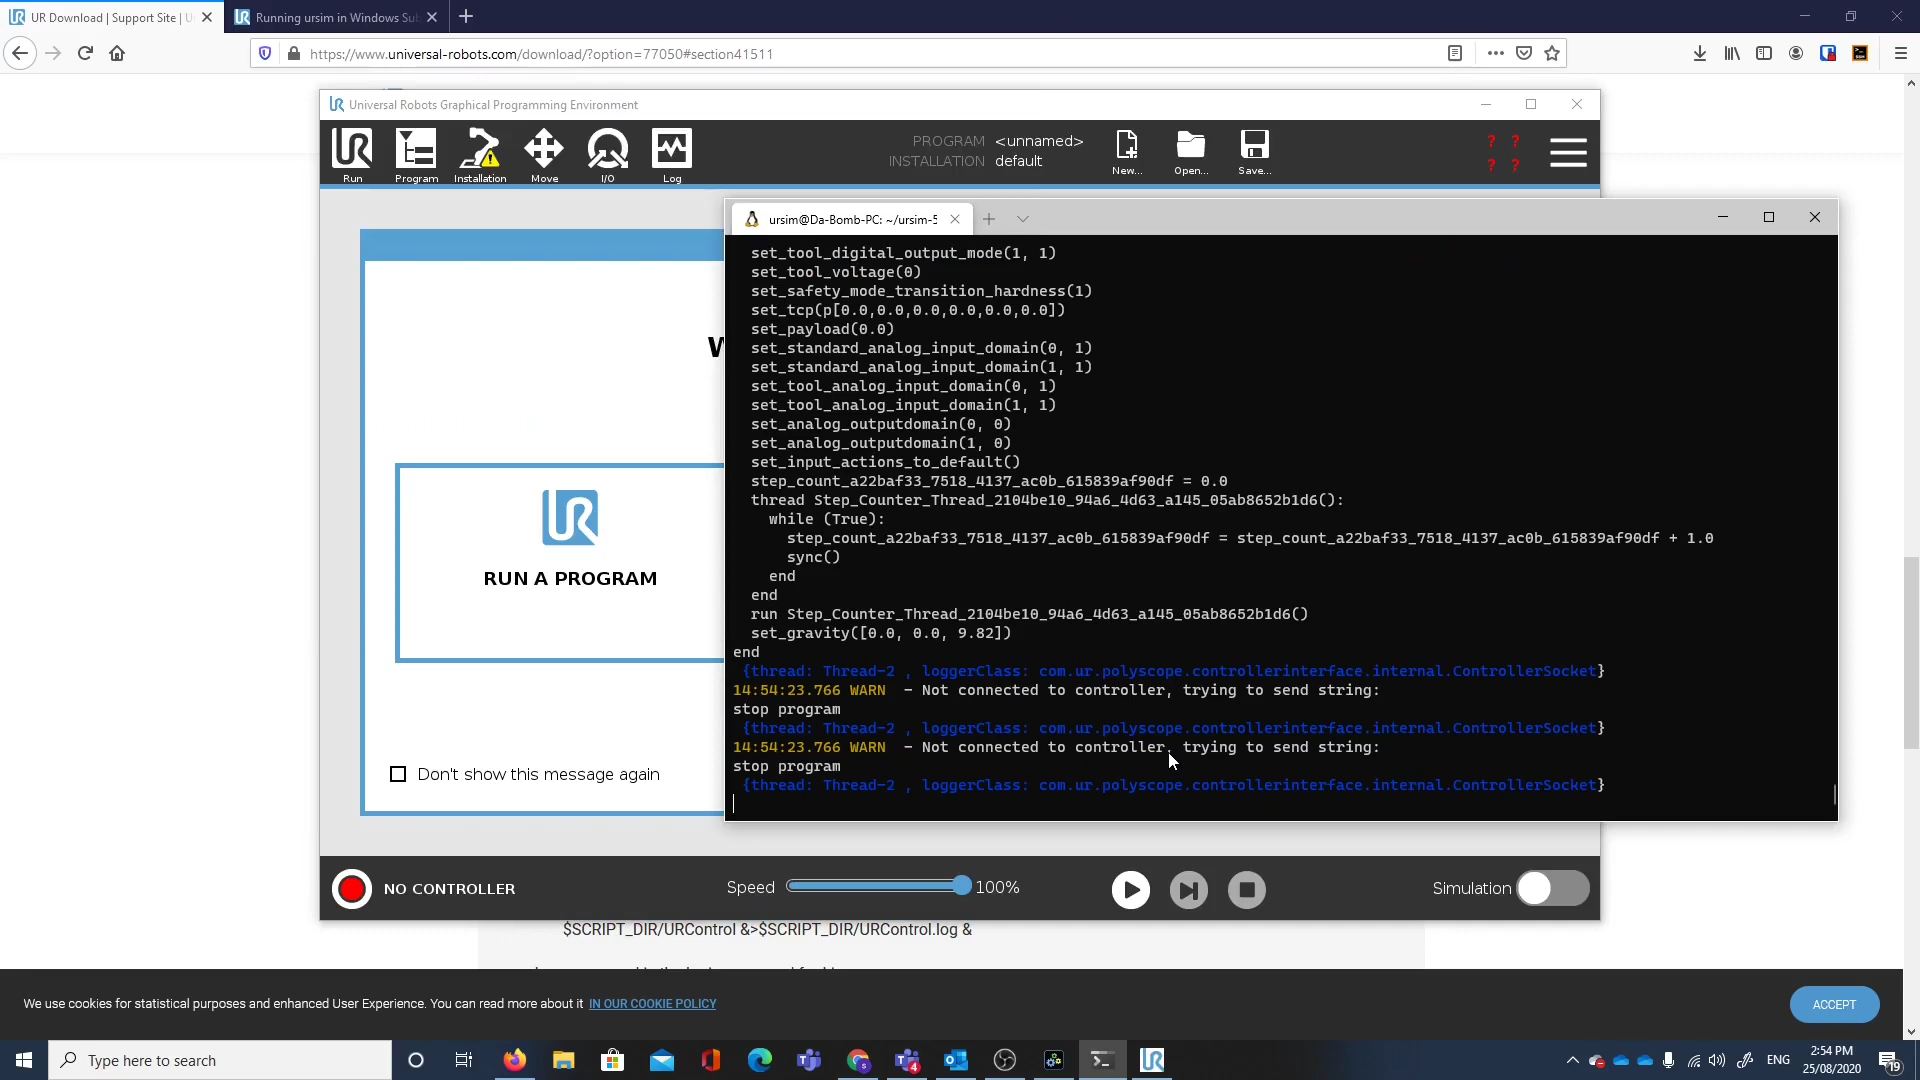 UR Download | Support Site | U
Running ursim in Windows Sub
https://www.universal-robots.com/download/?option=77050#section41511
Universal Robots Graphical Programming Environment
Run
Program
Installation
Move
I/O
Log
PROGRAM <unnamed>
INSTALLATION default
New...
Open...
Save...
? ?
? ?
ursim@Da-Bomb-PC: ~/ursim-5
set_tool_digital_output_mode(1, 1)
set_tool_voltage(0)
set_safety_mode_transition_hardness(1)
set_tcp(p[0.0,0.0,0.0,0.0,0.0,0.0])
set_payload(0.0)
set_standard_analog_input_domain(0, 1)
set_standard_analog_input_domain(1, 1)
set_tool_analog_input_domain(0, 1)
set_tool_analog_input_domain(1, 1)
set_analog_outputdomain(0, 0)
set_analog_outputdomain(1, 0)
set_input_actions_to_default()
step_count_a22baf33_7518_4137_ac0b_615839af90df = 0.0
thread Step_Counter_Thread_2104be10_94a6_4d63_a145_05ab8652b1d6():
while (True):
step_count_a22baf33_7518_4137_ac0b_615839af90df = step_count_a22baf33_7518_4137_ac0b_615839af90df + 1.0
sync()
end
end
run Step_Counter_Thread_2104be10_94a6_4d63_a145_05ab8652b1d6()
set_gravity([0.0, 0.0, 9.82])
end
{thread: Thread-2 , loggerClass: com.ur.polyscope.controllerinterface.internal.ControllerSocket}
14:54:23.766 WARN – Not connected to controller, trying to send string:
stop program
{thread: Thread-2 , loggerClass: com.ur.polyscope.controllerinterface.internal.ControllerSocket}
14:54:23.766 WARN – Not connected to controller, trying to send string:
stop program
{thread: Thread-2 , loggerClass: com.ur.polyscope.controllerinterface.internal.ControllerSocket}
W
UR
RUN A PROGRAM
Don't show this message again
NO CONTROLLER
Speed
100%
Simulation
$SCRIPT_DIR/URControl &>$SCRIPT_DIR/URControl.log &
We use cookies for statistical purposes and enhanced User Experience. You can read more about it IN OUR COOKIE POLICY
ACCEPT
Type here to search
4
ENG
2:54 PM
25/08/2020
19